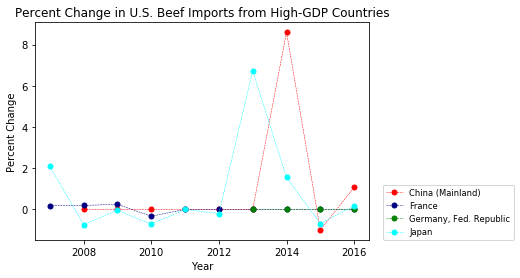 Percent Change in U.S. Beef Imports from High-GDP Countries
8
6
4
2
0
Percent Change
2008
2010
2012
2014
2016
Year
China (Mainland)
France
Germany, Fed. Republic
Japan